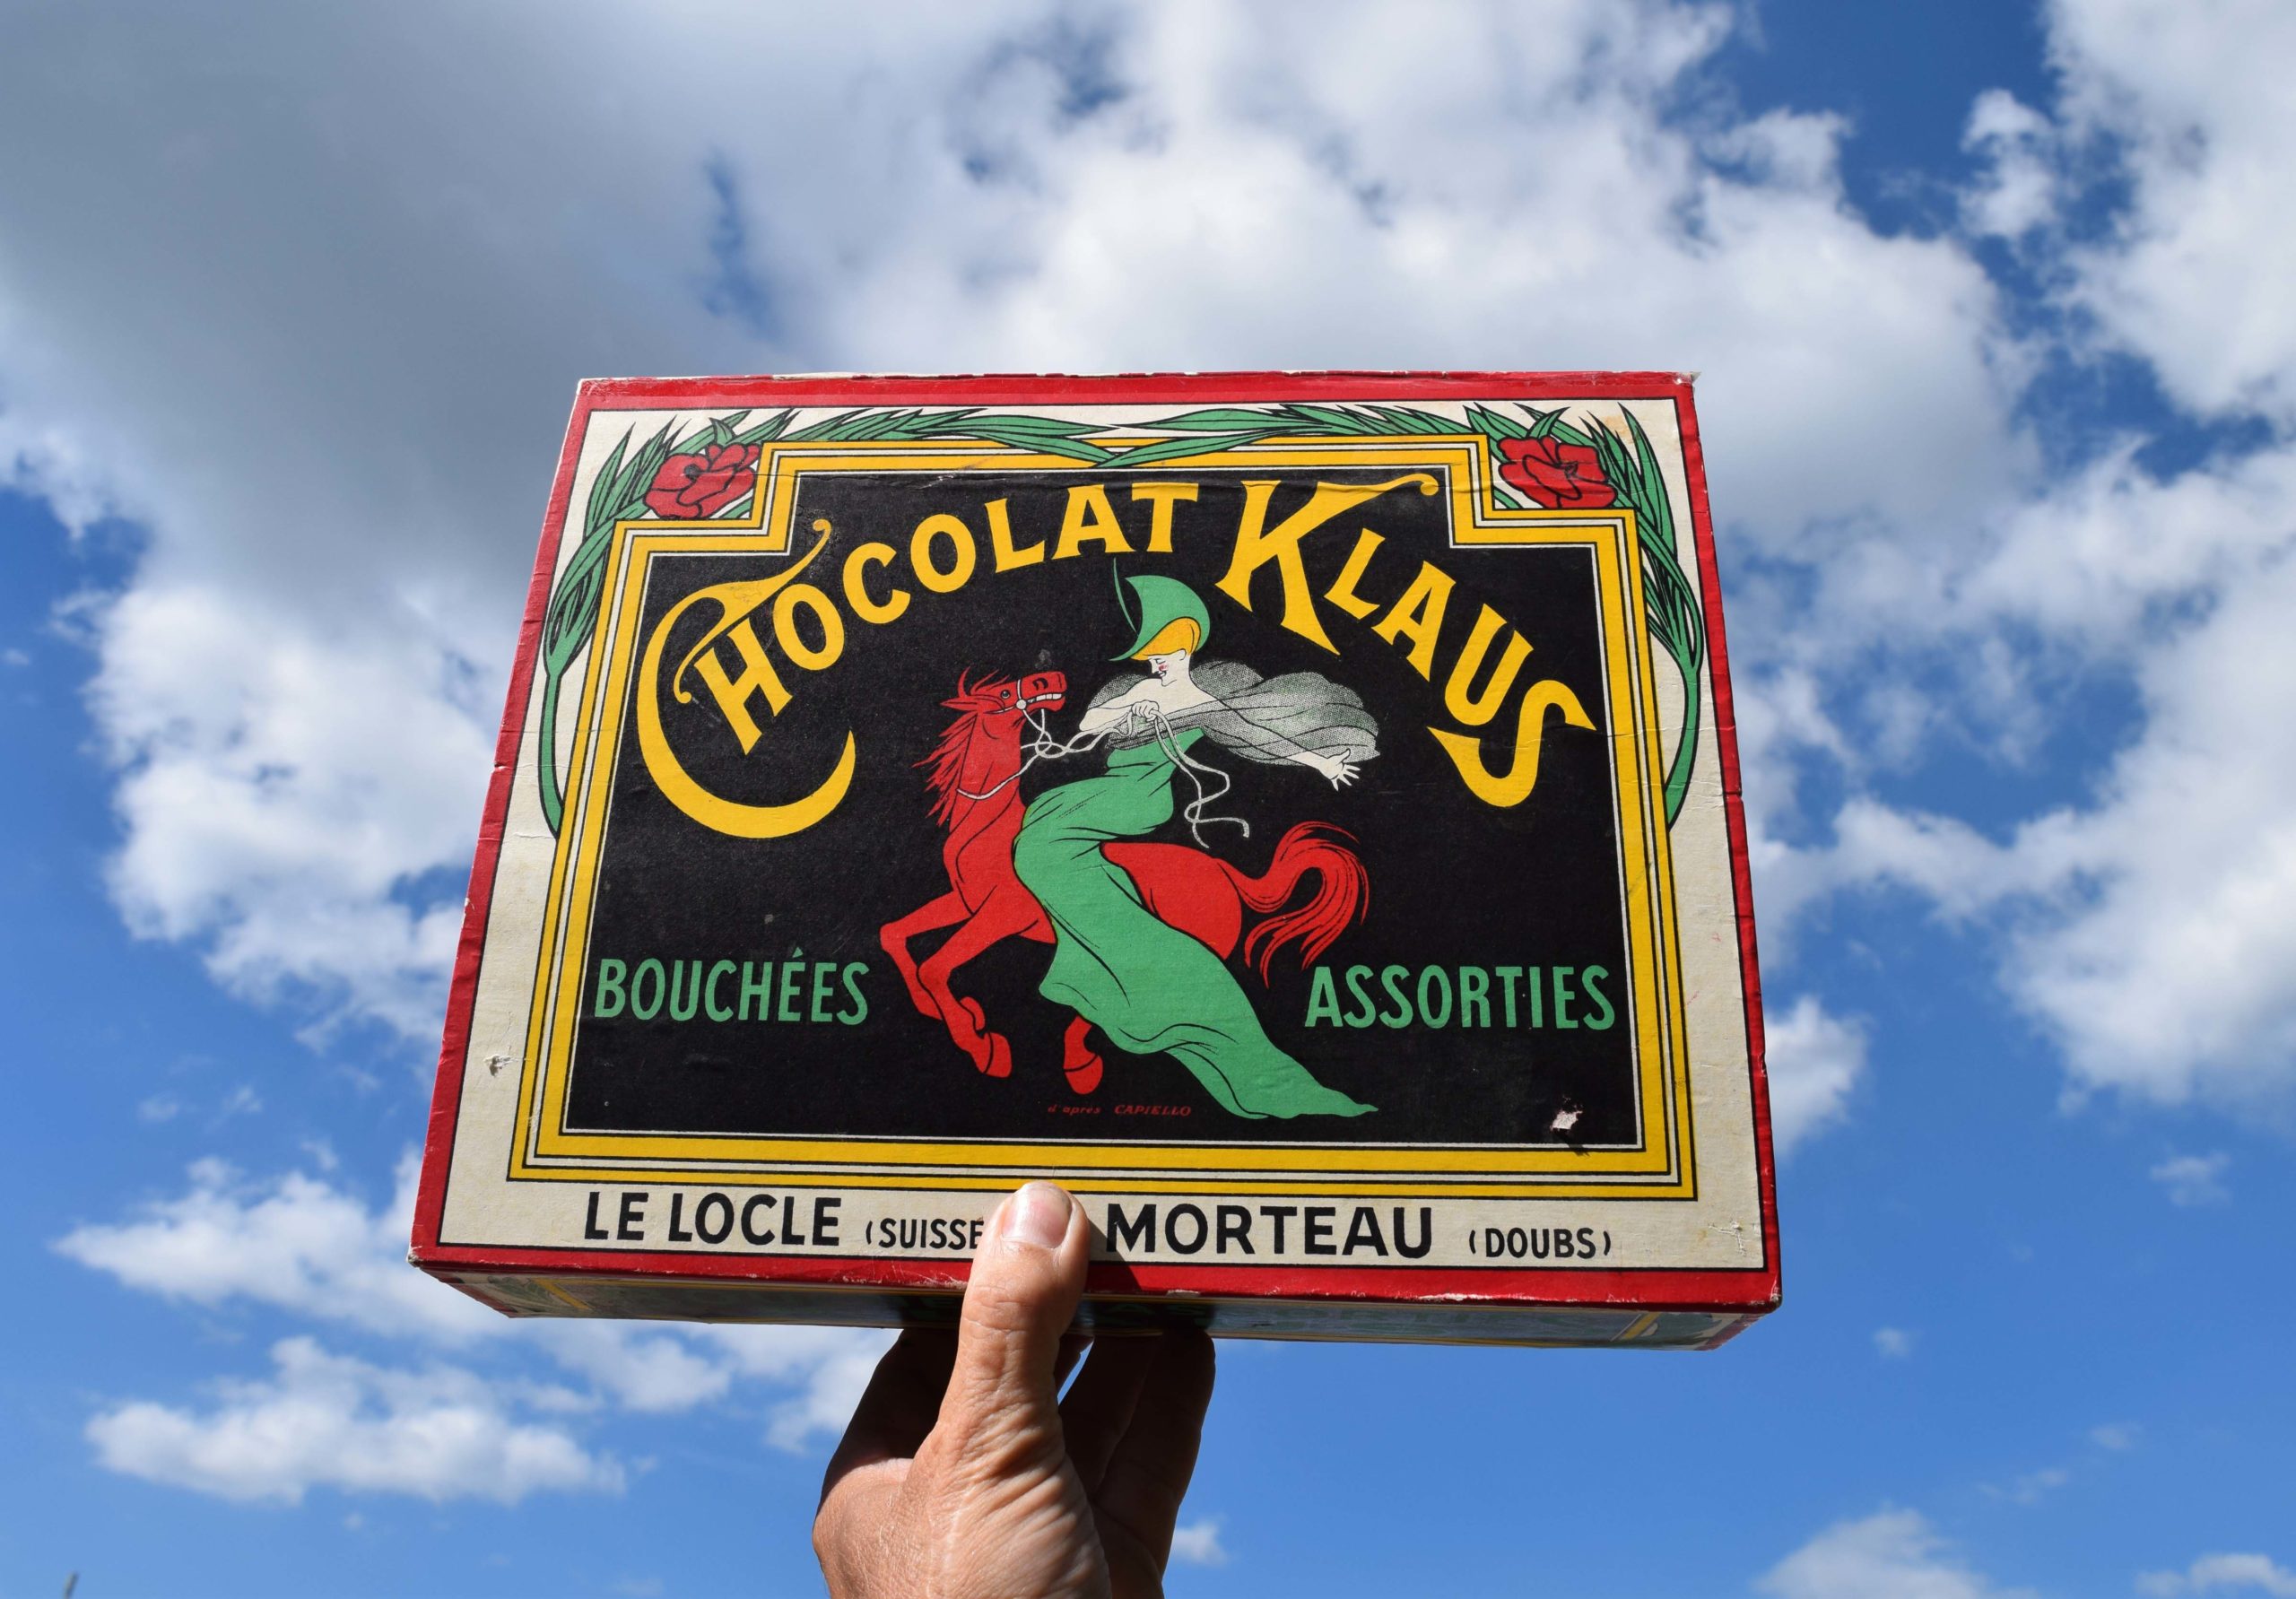 CHOCOLAT KLAUS
BOUCHÉES ASSORTIES
d'après CAPIELLO
LE LOCLE (SUISSE MORTEAU (DOUBS)